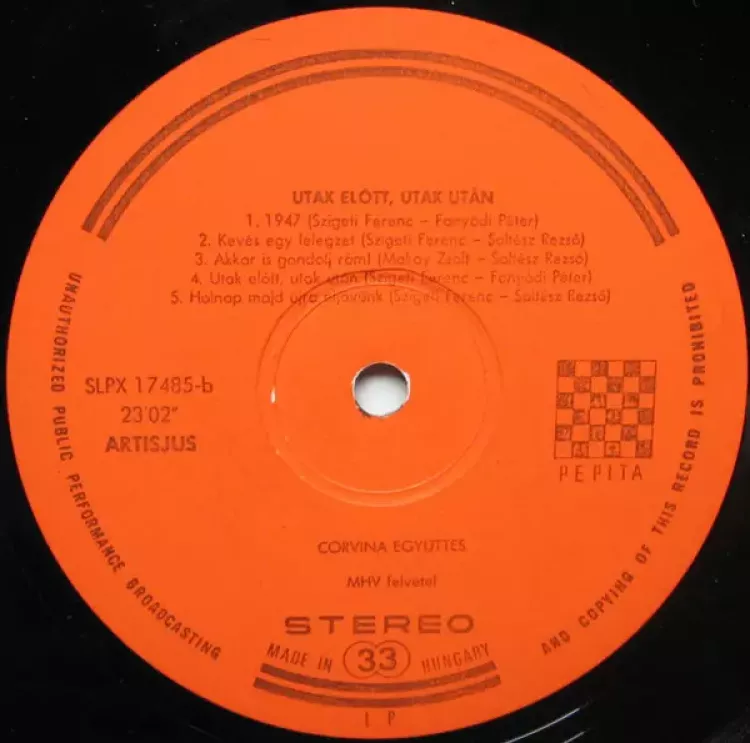 UTAK ELŐTT, UTAK UTÁN
1. 1947 (Szigeti Ferenc – Fonyódi Péter)
2. Kevés egy lélegzet (Szigeti Ferenc – Soltész Rezső)
3. Akkor is gondolj rám! (Makay Zsolt – Soltész Rezső)
4. Utak előtt, utak után (Szigeti Ferenc – Fonyódi Péter)
5. Holnap majd újra eljövünk (Szigeti Ferenc – Soltész Rezső)
SLPX 17485-b
23'02"
ARTISJUS
PEPITA
CORVINA EGYÜTTES
MHV felvétel
STEREO
MADE IN 33 HUNGARY
LP
UNAUTHORIZED PUBLIC PERFORMANCE BROADCASTING
AND COPYING OF THIS RECORD IS PROHIBITED